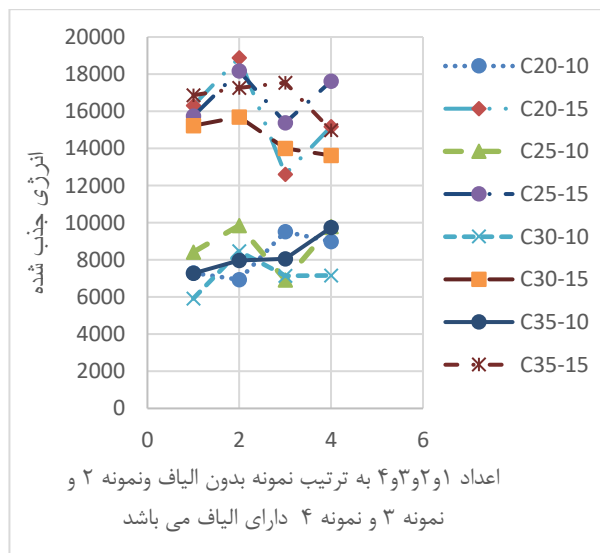 20000
18000
16000
14000
12000
10000
8000
6000
4000
2000
0
انرژی جذب شده
0 2 4 6
اعداد ۱و۲و۳و۴ به ترتیب نمونه بدون الیاف ونمونه ۲ و
نمونه ۳ و نمونه ۴ دارای الیاف می باشد
C20-10
C20-15
C25-10
C25-15
C30-10
C30-15
C35-10
C35-15